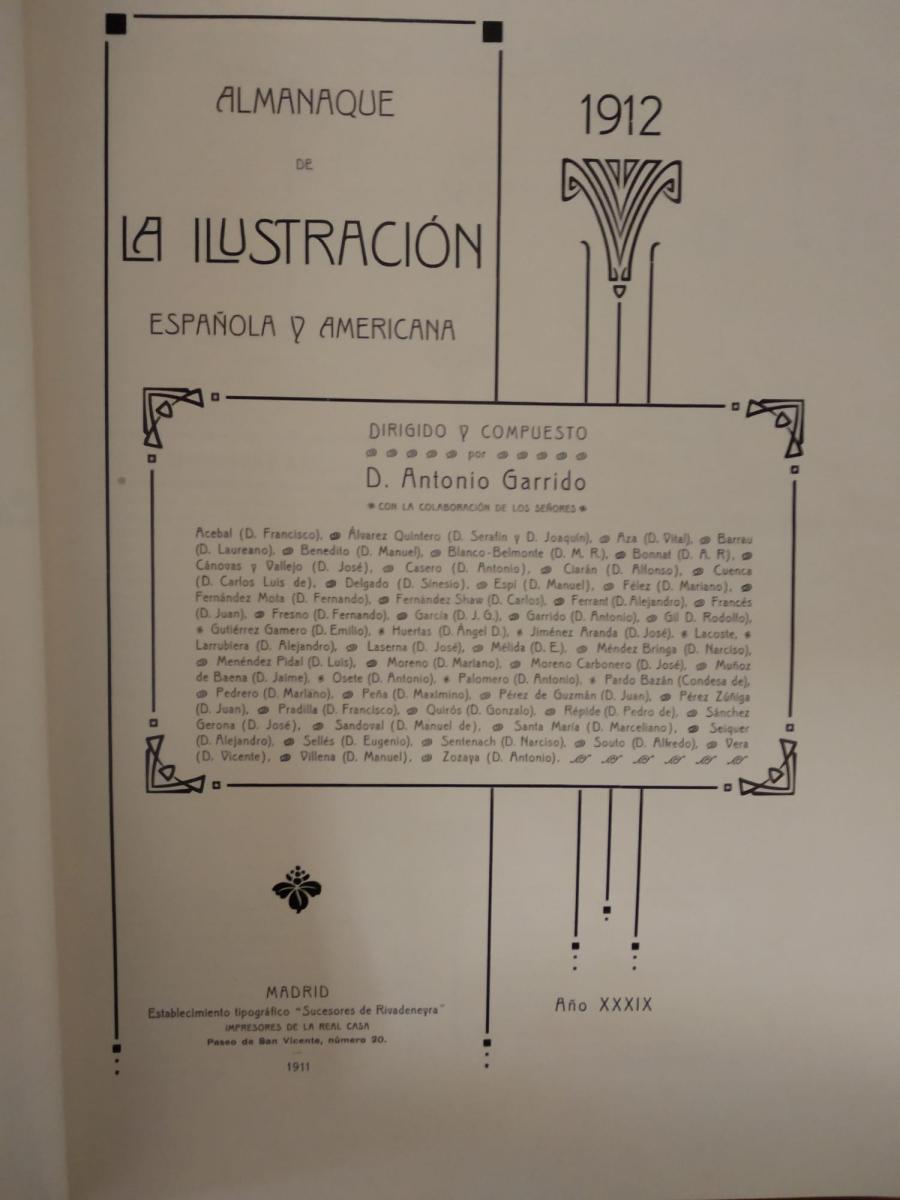 ALMANAQUE
DE
LA ILUSTRACIÓN
ESPAÑOLA Y AMERICANA
1912
DIRIGIDO Y COMPUESTO
por
D. Antonio Garrido
CON LA COLABORACIÓN DE LOS SEÑORES
Acebal (D. Francisco), Álvarez Quintero (D. Serafín y D. Joaquín), Aza (D. Vital), Barrau
(D. Laureano), Benedito (D. Manuel), Blanco-Belmonte (D. M. R.), Bonnat (D. A. R), 
Cánovas y Vallejo (D. José), Casero (D. Antonio), Ciarán (D. Alfonso), Cuenca
(D. Carlos Luis de), Delgado (D. Sinesio), Espí (D. Manuel), Félez (D. Mariano),
Fernández Mota (D. Fernando), Fernández Shaw (D. Carlos), Ferrant (D. Alejandro), Francés
(D. Juan), Fresno (D. Fernando), García (D. J. G.), Garrido (D. Antonio), Gil D. Rodolfo),
Gutiérrez Gamero (D. Emilio), Huertas (D. Ángel D.), Jiménez Aranda (D. José), Lacoste,
Larrubiera (D. Alejandro), Laserna (D. José), Mélida (D. E.), Méndez Bringa (D. Narciso),
Menéndez Pidal (D. Luis), Moreno (D. Mariano), Moreno Carbonero (D. José), Muñoz
de Baena (D. Jaime), Osete (D. Antonio), Palomero (D. Antonio), Pardo Bazán (Condesa de),
Pedrero (D. Mariano), Peña (D. Maximino), Pérez de Guzmán (D. Juan), Pérez Zúñiga
(D. Juan), Pradilla (D. Francisco), Quirós (D. Gonzalo), Répide (D. Pedro de), Sánchez
Gerona (D. José), Sandoval (D. Manuel de), Santa María (D. Marceliano), Seiquer
(D. Alejandro), Sellés (D. Eugenio), Sentenach (D. Narciso), Souto (D. Alfredo), Vera
(D. Vicente), Villena (D. Manuel), Zozaya (D. Antonio).
MADRID
Establecimiento tipográfico "Sucesores de Rivadeneyra"
IMPRESORES DE LA REAL CASA
Paseo de San Vicente, número 20.
1911
Año XXXIX